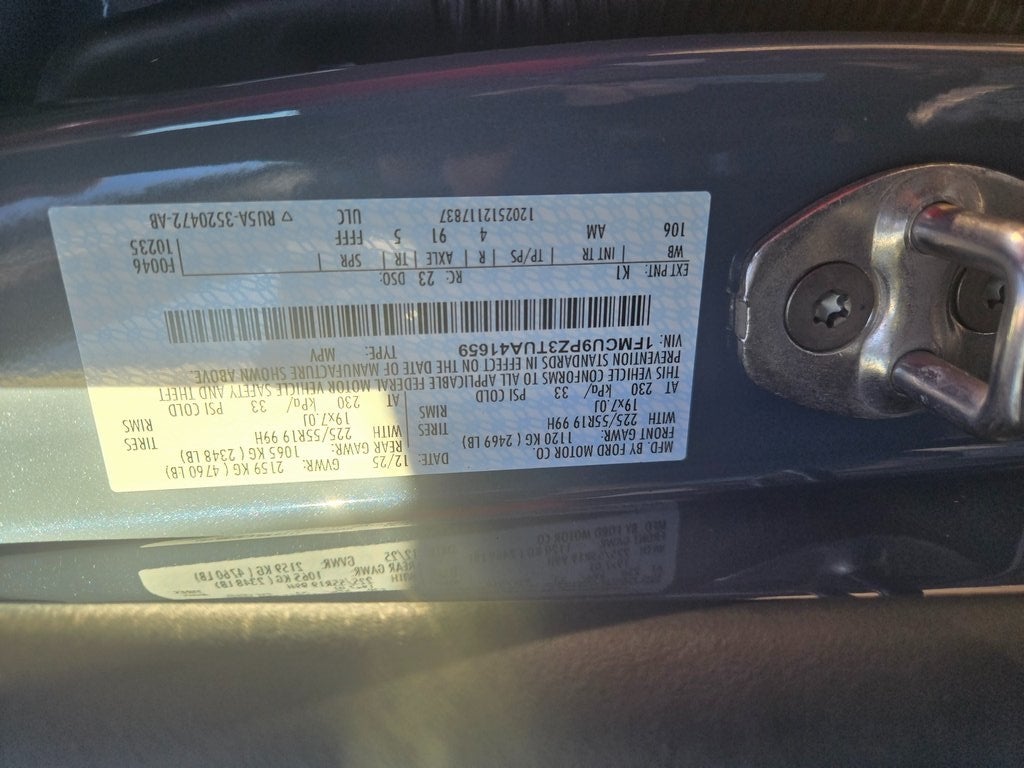 MFD. BY FORD MOTOR CO.
DATE: 12/25 GVWR: 2159 KG ( 4760 LB)
FRONT GAWR: 1120 KG ( 2469 LB) REAR GAWR: 1065 KG ( 2348 LB)
WITH 225/55R19 99H TIRES WITH 225/55R19 99H TIRES
19x7.0J RIMS 19x7.0J RIMS
AT 230 kPa/ 33 PSI COLD AT 230 kPa/ 33 PSI COLD
THIS VEHICLE CONFORMS TO ALL APPLICABLE FEDERAL MOTOR VEHICLE SAFETY AND THEFT
PREVENTION STANDARDS IN EFFECT ON THE DATE OF MANUFACTURE SHOWN ABOVE.
VIN: 1FMCU9PZ3TUA41659 TYPE: MPV
EXT PNT: K1 RC: 23 DSO: F0046
WB INT TR TP/PS R AXLE TR SPR 10235
106 AM 4 91 5 FFFF
1202512117837 ULC ▽ RU5A-3520472-AB